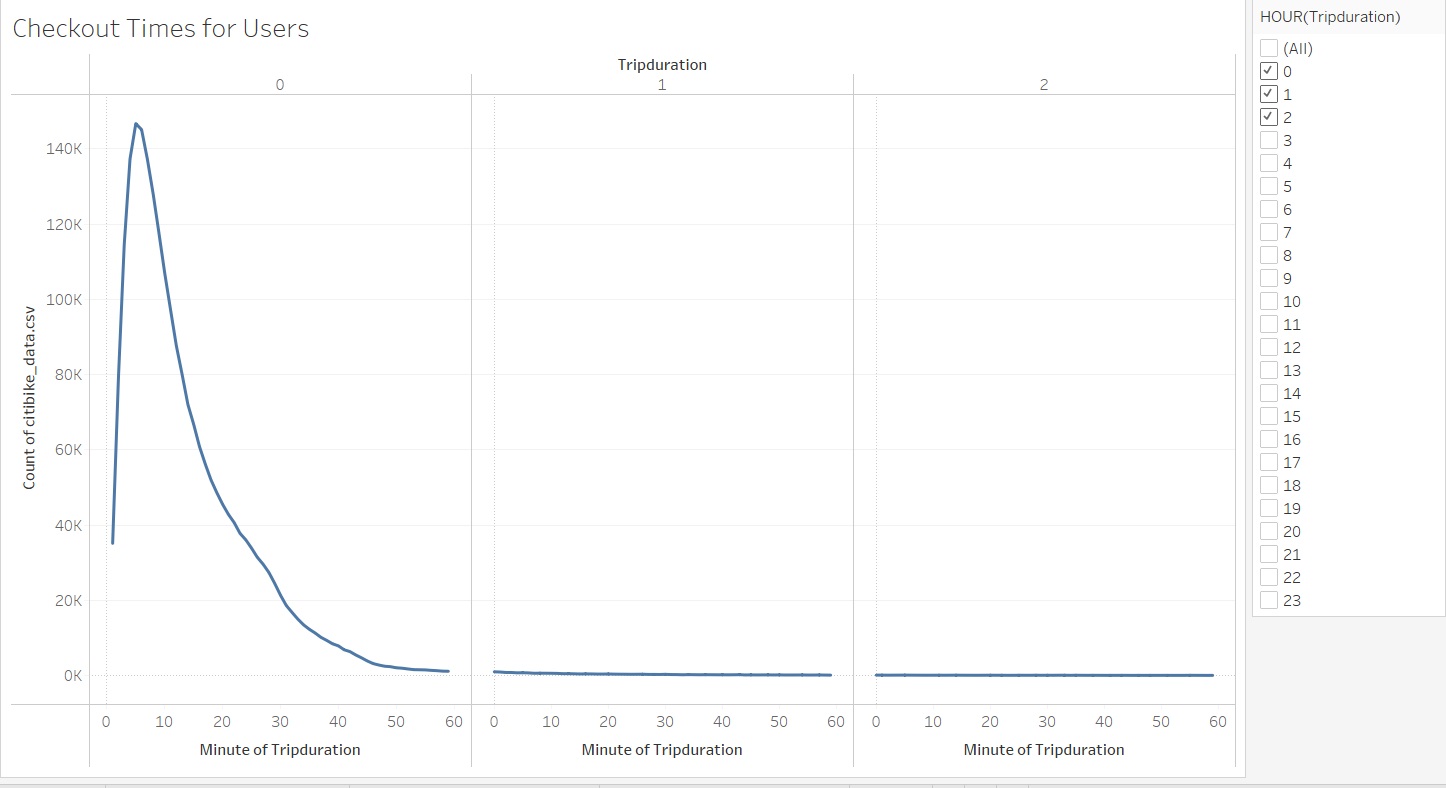 Checkout Times for Users
Tripduration
0 1 2
Count of citibike_data.csv
140K
120K
100K
80K
60K
40K
20K
0K
0 10 20 30 40 50 60 0 10 20 30 40 50 60 0 10 20 30 40 50 60
Minute of Tripduration Minute of Tripduration Minute of Tripduration
HOUR(Tripduration)
(All)
0
1
2
3
4
5
6
7
8
9
10
11
12
13
14
15
16
17
18
19
20
21
22
23